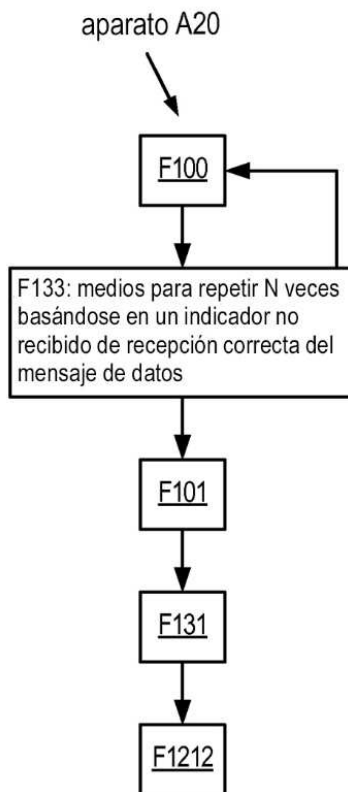 aparato A20
F100
F133: medios para repetir N veces
basándose en un indicador no
recibido de recepción correcta del
mensaje de datos
F101
F131
F1212